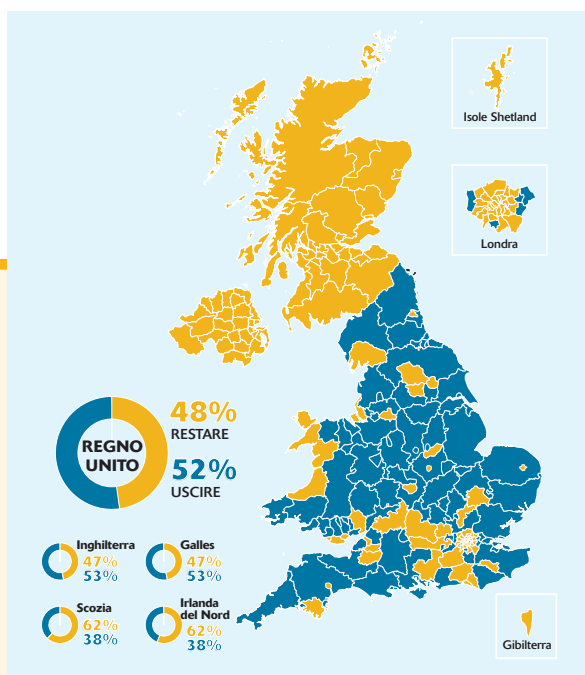 Isole Shetland
Londra
REGNO
UNITO
48%
RESTARE
52%
USCIRE
Inghilterra
47%
53%
Galles
47%
53%
Scozia
62%
38%
Irlanda
del Nord
62%
38%
Gibilterra